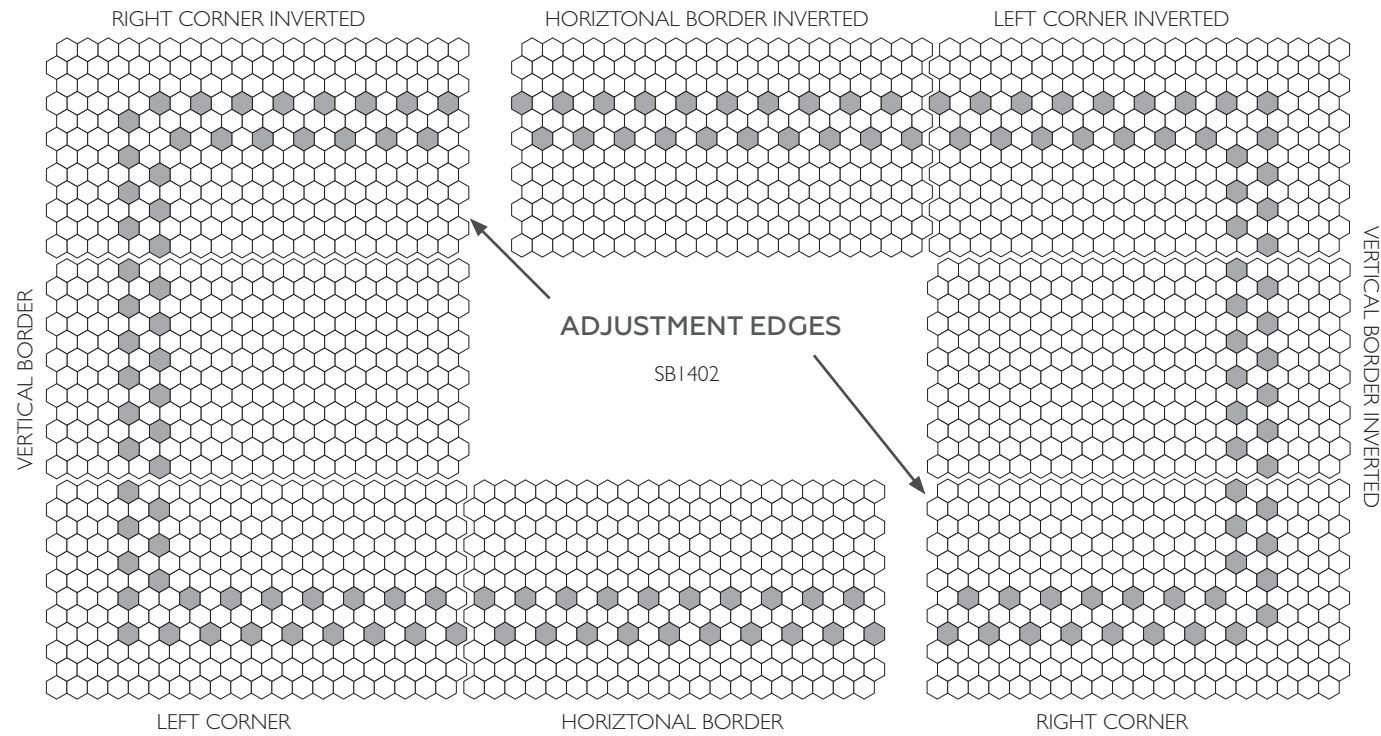 RIGHT CORNER INVERTED
HORIZTONAL BORDER INVERTED
LEFT CORNER INVERTED
VERTICAL BORDER
ADJUSTMENT EDGES
SB1402
VERTICAL BORDER INVERTED
LEFT CORNER
HORIZTONAL BORDER
RIGHT CORNER